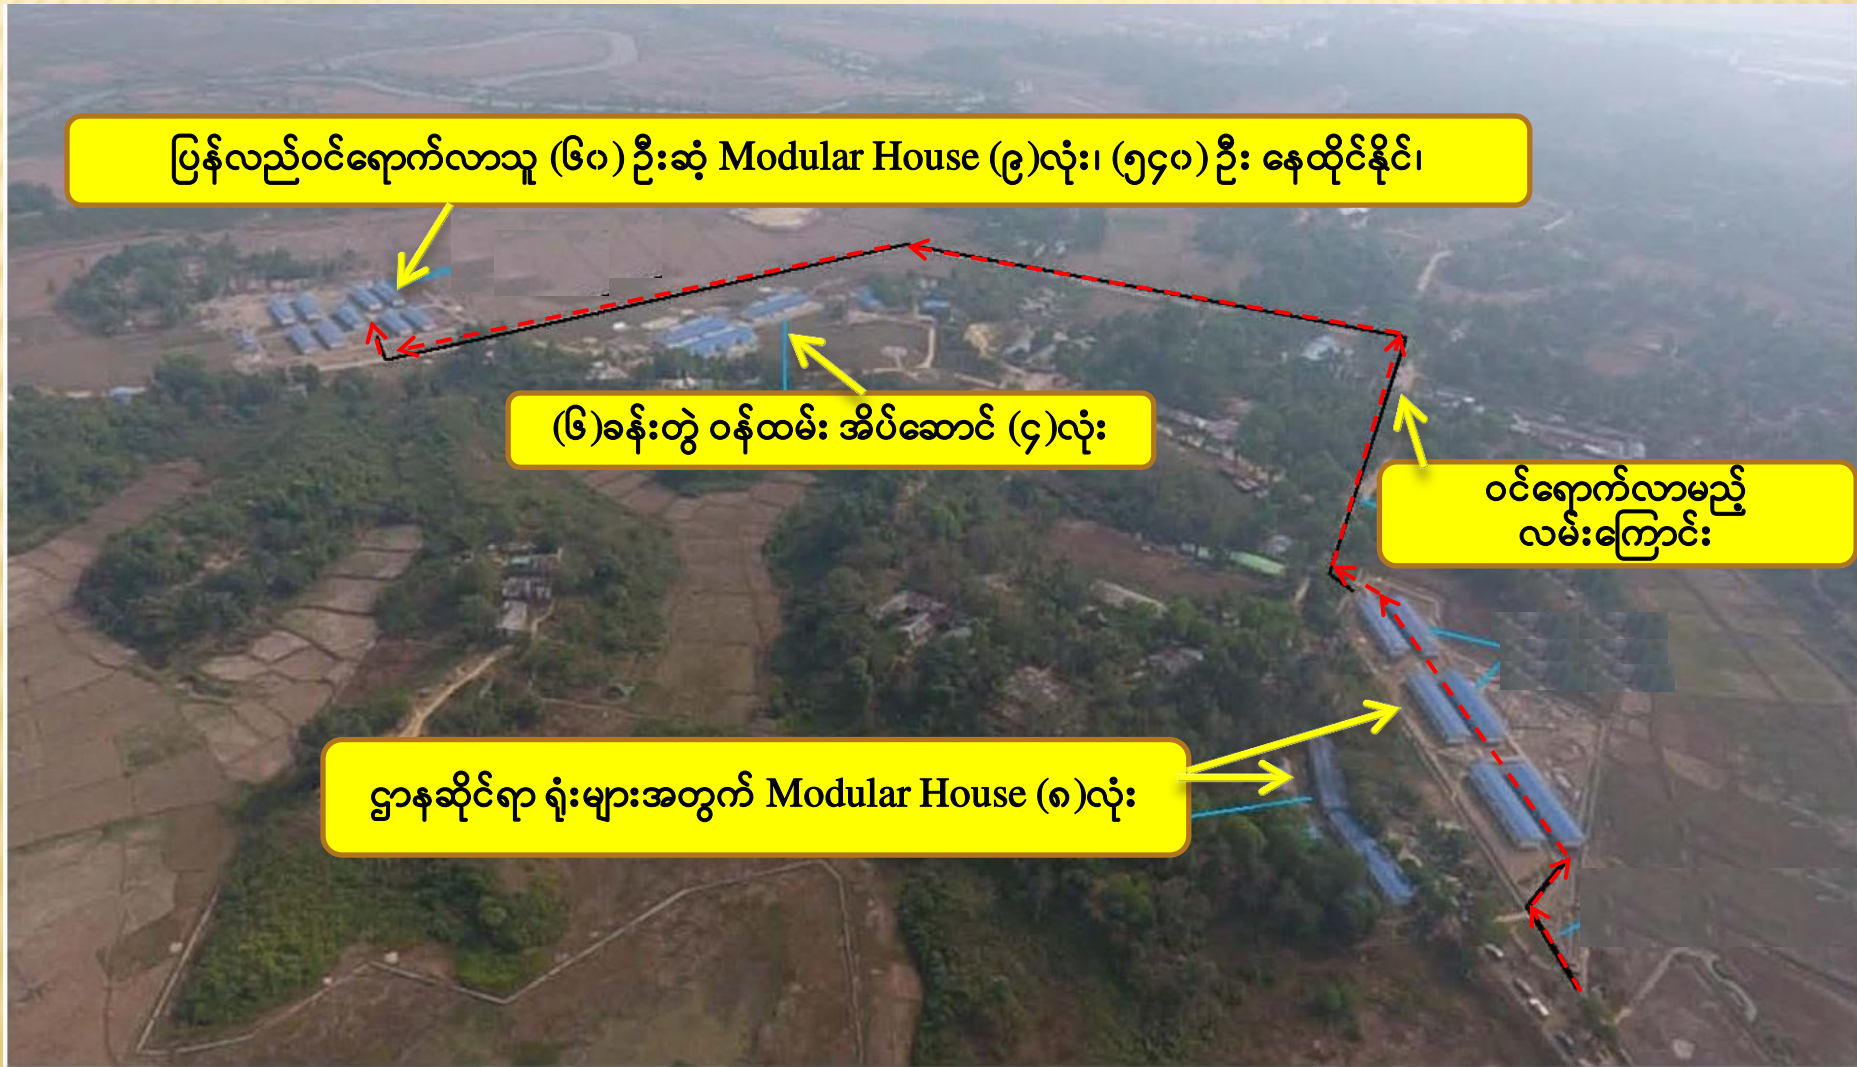 ပြန်လည်ဝင်ရောက်လာသူ (၆၀) ဦးဆံ့ Modular House (၉)လုံး၊ (၅၄၀) ဦး နေထိုင်နိုင်၊
(၆)ခန်းတွဲ ဝန်ထမ်း အိပ်ဆောင် (၄)လုံး
ဝင်ရောက်လာမည့်
လမ်းကြောင်း
ဌာနဆိုင်ရာ ရုံးများအတွက် Modular House (၈)လုံး